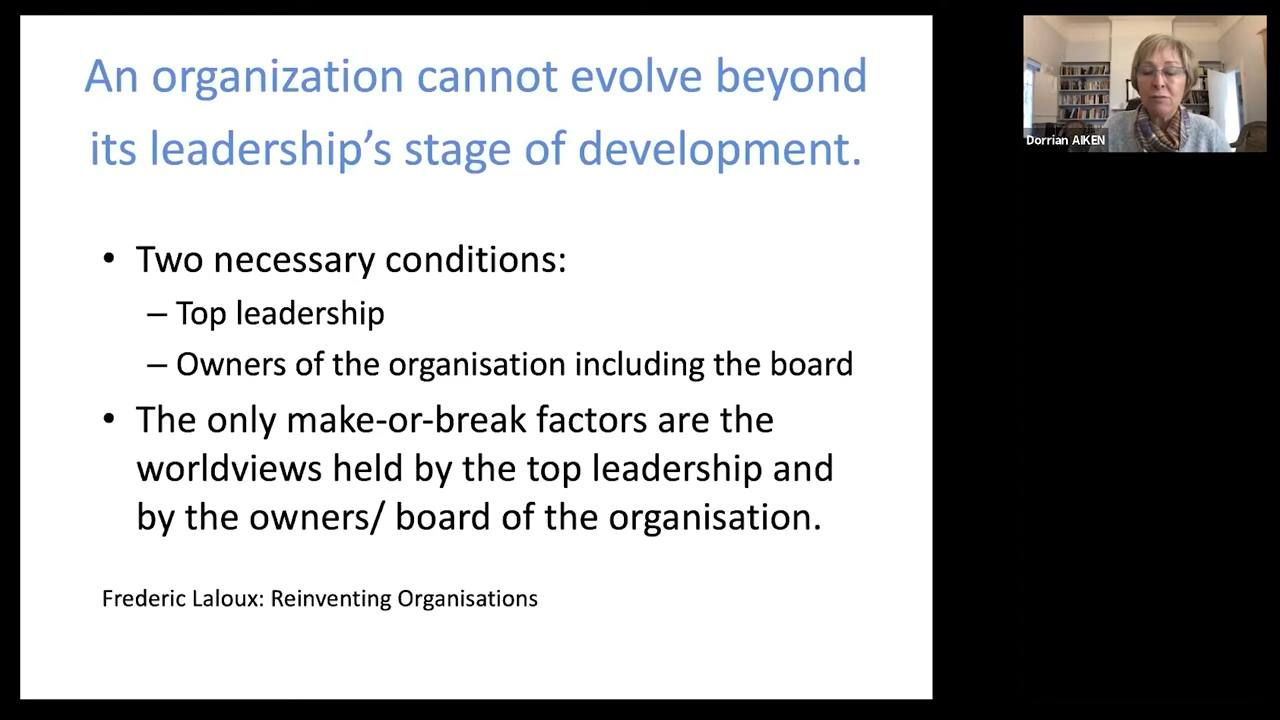 An organization cannot evolve beyond
its leadership’s stage of development.
• Two necessary conditions:
– Top leadership
– Owners of the organisation including the board
• The only make-or-break factors are the
worldviews held by the top leadership and
by the owners/ board of the organisation.
Frederic Laloux: Reinventing Organisations
Dorrian AIKEN